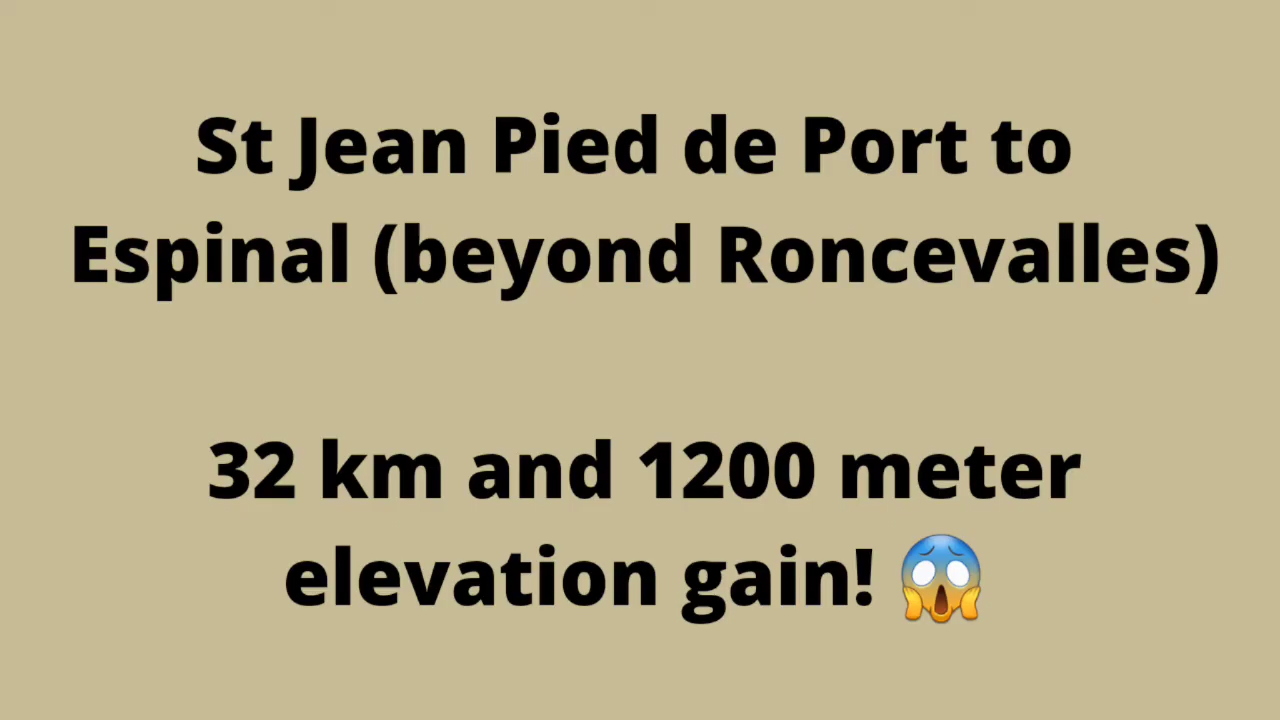 St Jean Pied de Port to
Espinal (beyond Roncevalles)
32 km and 1200 meter
elevation gain! 😱